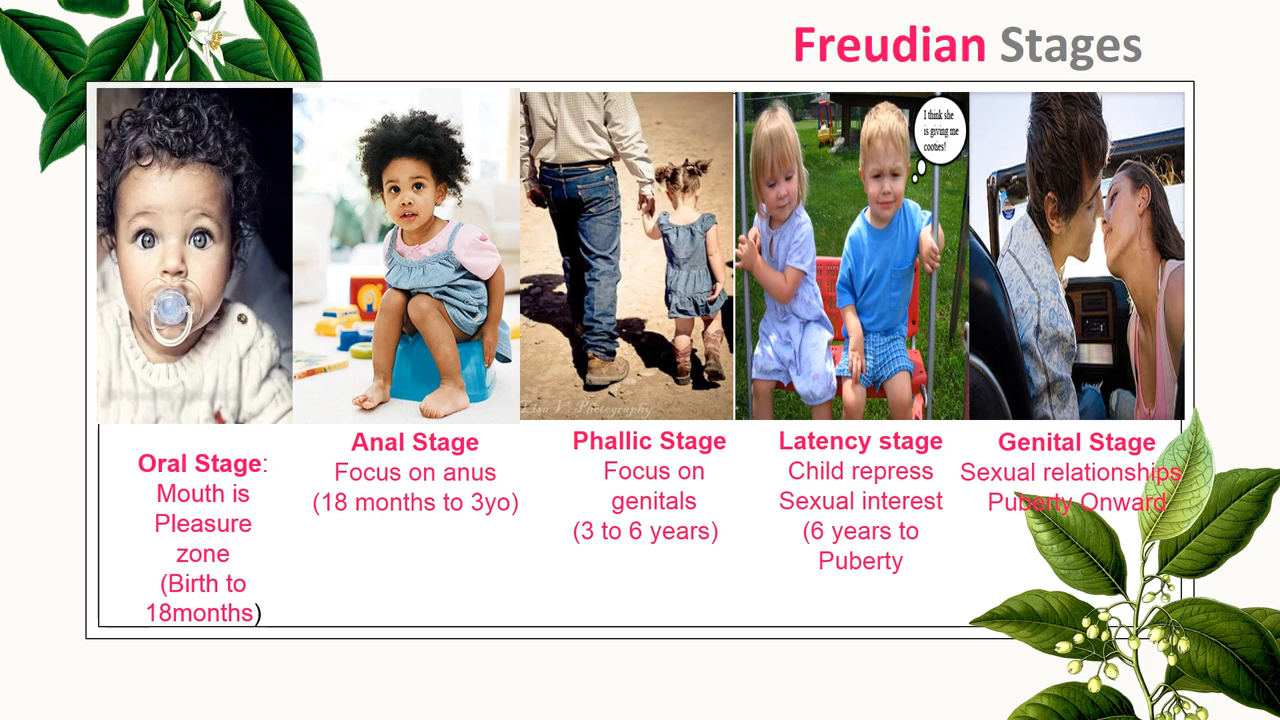 Freudian Stages
I think she
is giving me
cooties!
Lisa V. Photography
Oral Stage:
Mouth is
Pleasure
zone
(Birth to
18months)
Anal Stage
Focus on anus
(18 months to 3yo)
Phallic Stage
Focus on
genitals
(3 to 6 years)
Latency stage
Child repress
Sexual interest
(6 years to
Puberty
Genital Stage
Sexual relationships
Puberty Onward